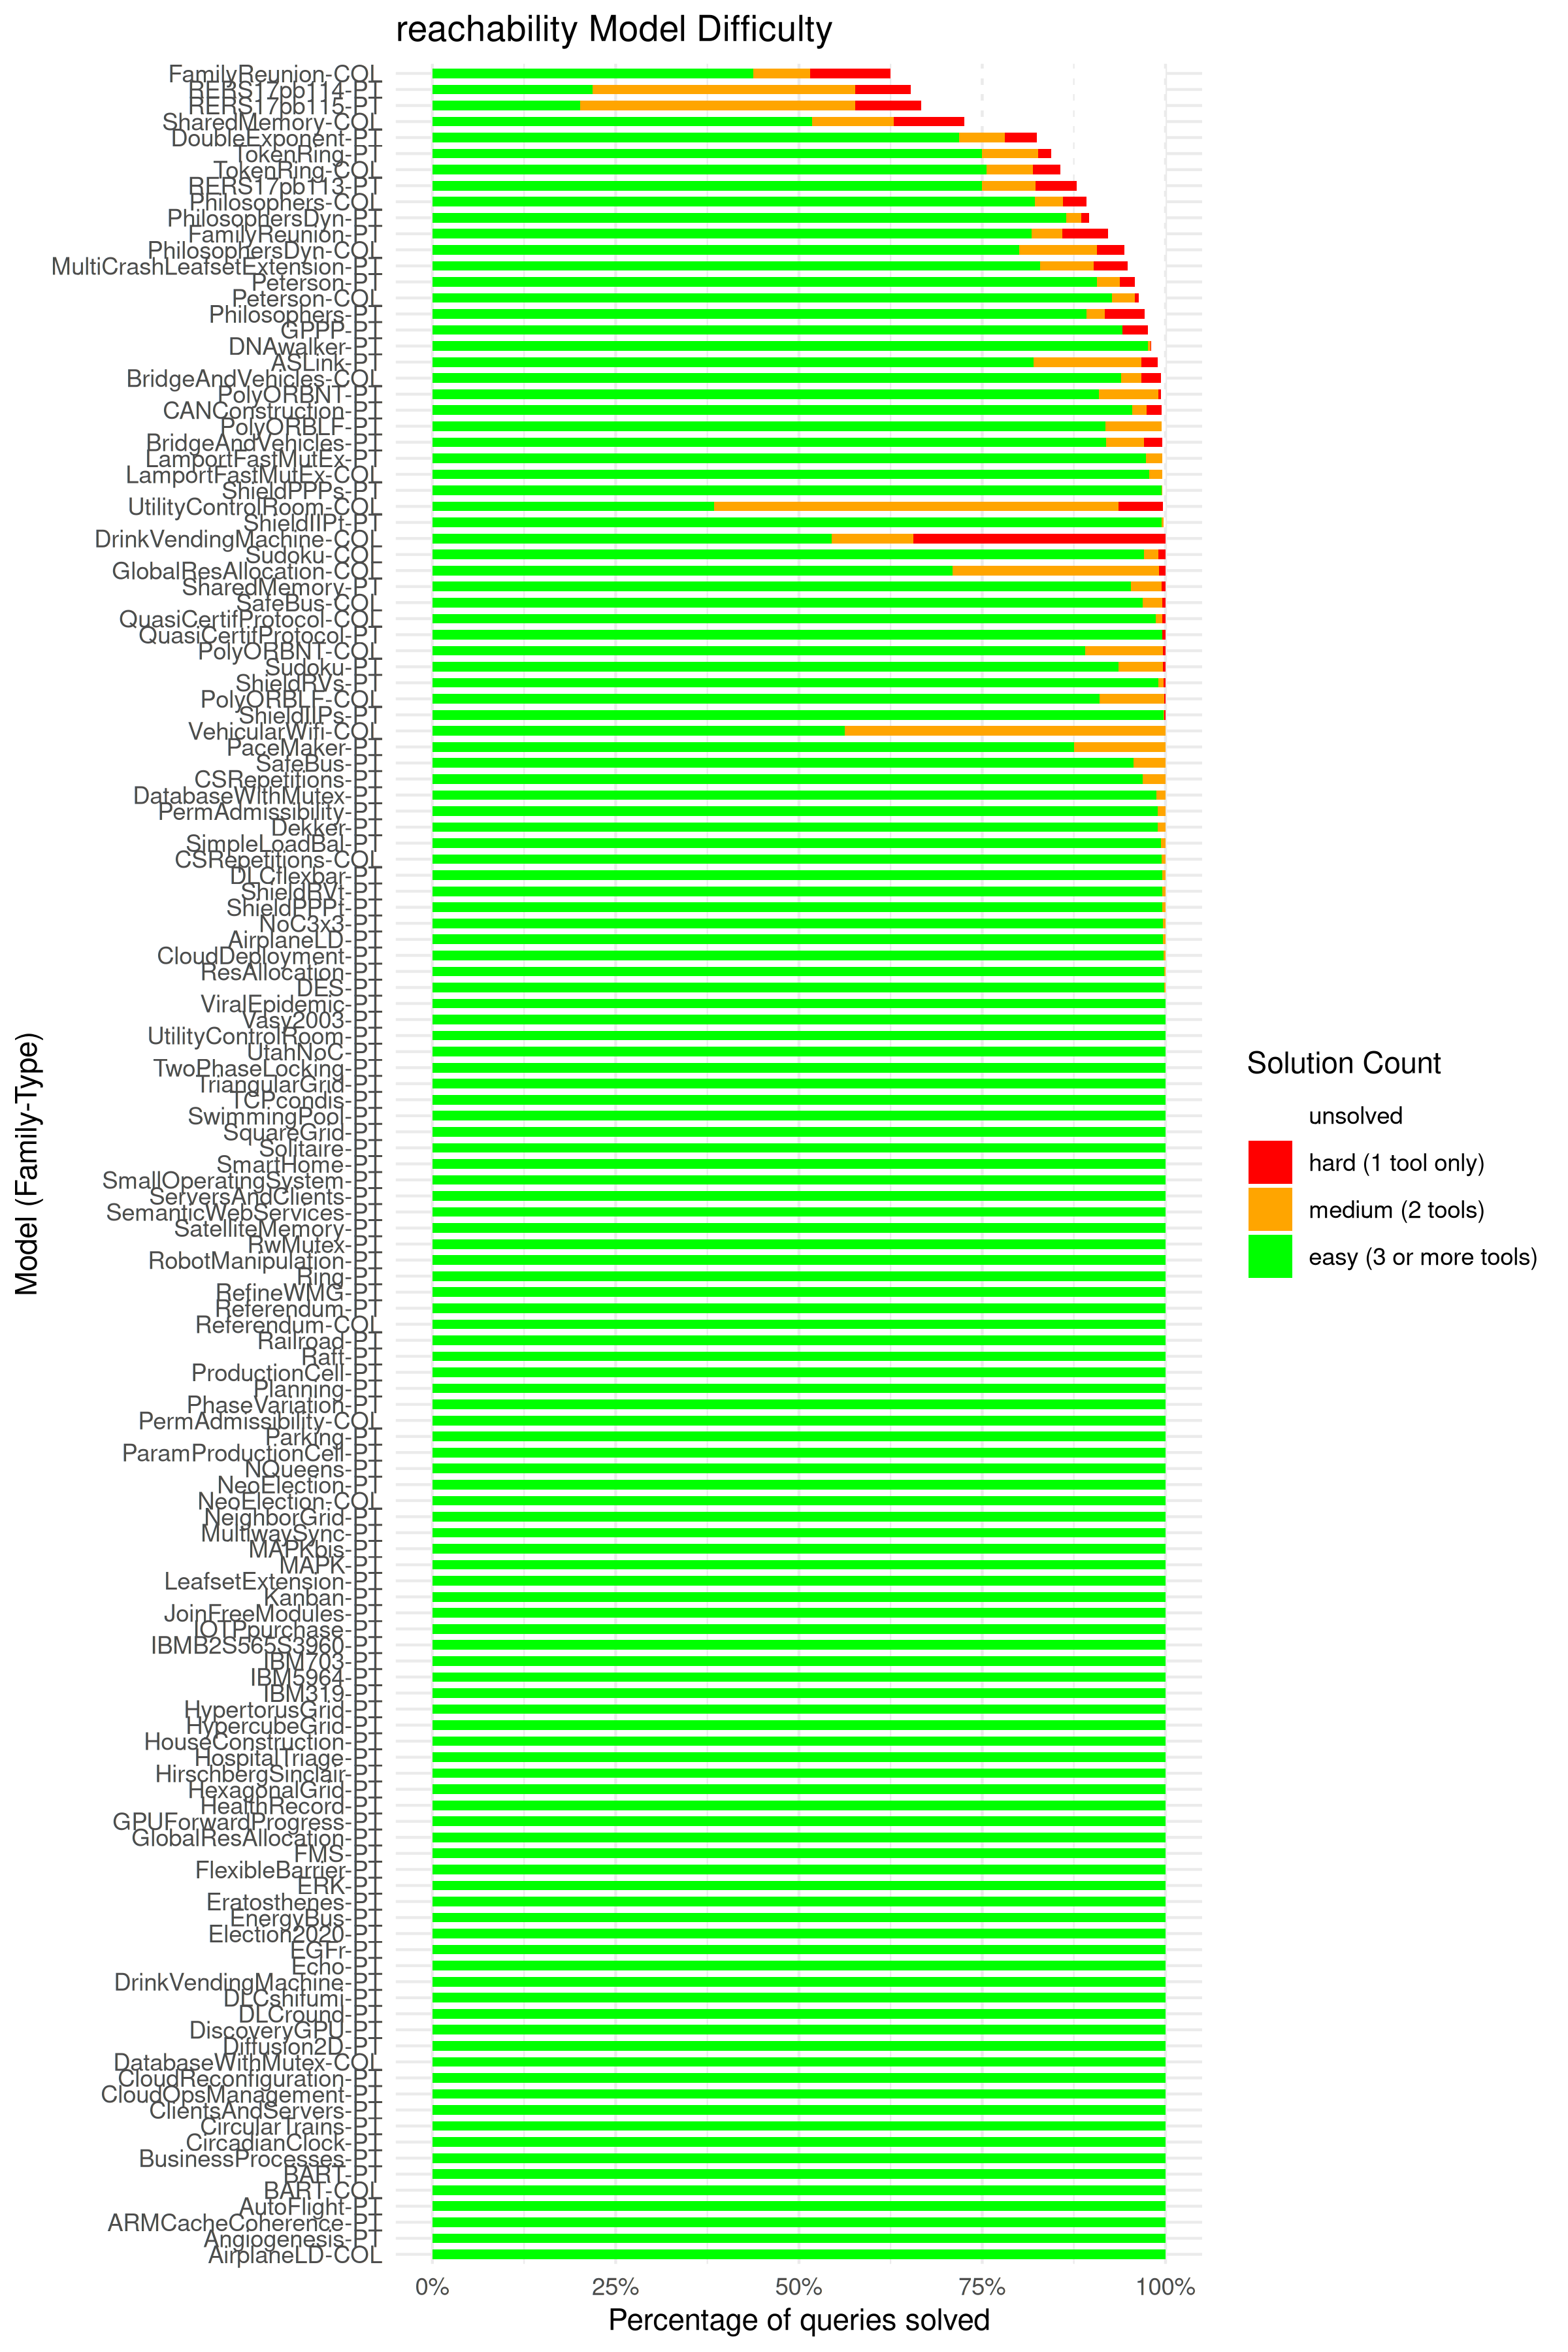 reachability Model Difficulty
FamilyReunion-COL
RERS17pb114-PT
RERS17pb115-PT
SharedMemory-COL
DoubleExponent-PT
TokenRing-PT
TokenRing-COL
RERS17pb113-PT
Philosophers-COL
PhilosophersDyn-PT
FamilyReunion-PT
PhilosophersDyn-COL
MultiCrashLeafsetExtension-PT
Peterson-PT
Peterson-COL
Philosophers-PT
GPPP-PT
DNAwalker-PT
ASLink-PT
BridgeAndVehicles-COL
PolyORBNT-PT
CANConstruction-PT
PolyORBLF-PT
BridgeAndVehicles-PT
LamportFastMutEx-PT
LamportFastMutEx-COL
ShieldPPPs-PT
UtilityControlRoom-COL
ShieldIIPt-PT
DrinkVendingMachine-COL
Sudoku-COL
GlobalResAllocation-COL
SharedMemory-PT
SafeBus-COL
QuasiCertifProtocol-COL
QuasiCertifProtocol-PT
PolyORBNT-COL
Sudoku-PT
ShieldRVs-PT
PolyORBLF-COL
ShieldIIPs-PT
VehicularWifi-COL
PaceMaker-PT
SafeBus-PT
CSRepetitions-PT
DatabaseWithMutex-PT
PermAdmissibility-PT
Dekker-PT
SimpleLoadBal-PT
CSRepetitions-COL
DLCflexbar-PT
ShieldRVt-PT
ShieldPPPt-PT
NoC3x3-PT
AirplaneLD-PT
CloudDeployment-PT
ResAllocation-PT
DES-PT
ViralEpidemic-PT
Vasy2003-PT
UtilityControlRoom-PT
UtahNoC-PT
TwoPhaseLocking-PT
TriangularGrid-PT
TCPcondis-PT
SwimmingPool-PT
SquareGrid-PT
Solitaire-PT
SmartHome-PT
SmallOperatingSystem-PT
ServersAndClients-PT
SemanticWebServices-PT
SatelliteMemory-PT
RwMutex-PT
RobotManipulation-PT
Ring-PT
RefineWMG-PT
Referendum-PT
Referendum-COL
Railroad-PT
Raft-PT
ProductionCell-PT
Planning-PT
PhaseVariation-PT
PermAdmissibility-COL
Parking-PT
ParamProductionCell-PT
NQueens-PT
NeoElection-PT
NeoElection-COL
NeighborGrid-PT
MultiwaySync-PT
MAPKbis-PT
MAPK-PT
LeafsetExtension-PT
Kanban-PT
JoinFreeModules-PT
IOTPpurchase-PT
IBMB2S565S3960-PT
IBM703-PT
IBM5964-PT
IBM319-PT
HypertorusGrid-PT
HypercubeGrid-PT
HouseConstruction-PT
HospitalTriage-PT
HirschbergSinclair-PT
HexagonalGrid-PT
HealthRecord-PT
GPUForwardProgress-PT
GlobalResAllocation-PT
FMS-PT
FlexibleBarrier-PT
ERK-PT
Eratosthenes-PT
EnergyBus-PT
Election2020-PT
EGFr-PT
Echo-PT
DrinkVendingMachine-PT
DLCshifumi-PT
DLCround-PT
DiscoveryGPU-PT
Diffusion2D-PT
DatabaseWithMutex-COL
CloudReconfiguration-PT
CloudOpsManagement-PT
ClientsAndServers-PT
CircularTrains-PT
CircadianClock-PT
BusinessProcesses-PT
BART-PT
BART-COL
AutoFlight-PT
ARMCacheCoherence-PT
Angiogenesis-PT
AirplaneLD-COL
0% 25% 50% 75% 100%
Percentage of queries solved
Model (Family-Type)
Solution Count
unsolved
hard (1 tool only)
medium (2 tools)
easy (3 or more tools)